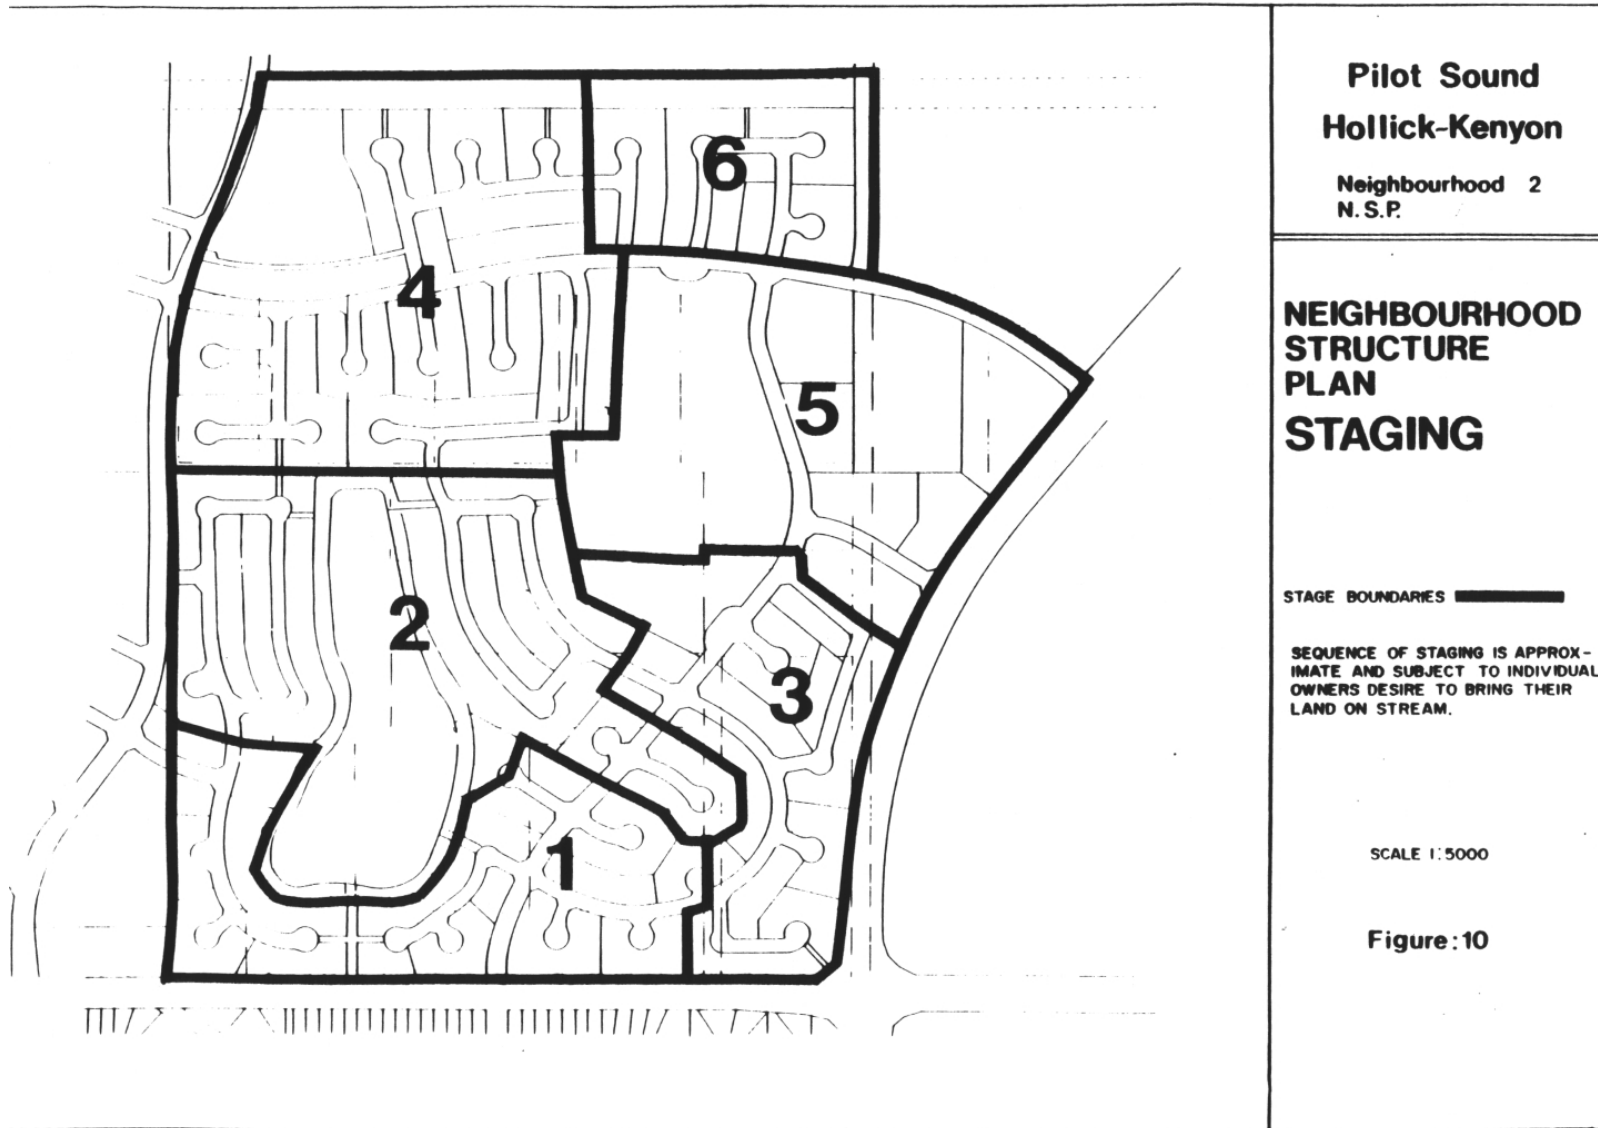 Pilot Sound
Hollick-Kenyon
Neighbourhood 2
N.S.P.
NEIGHBOURHOOD
STRUCTURE
PLAN
STAGING
STAGE BOUNDARIES
SEQUENCE OF STAGING IS APPROX-
IMATE AND SUBJECT TO INDIVIDUAL
OWNERS DESIRE TO BRING THEIR
LAND ON STREAM.
SCALE 1:5000
Figure:10
6
4
5
2
3
1